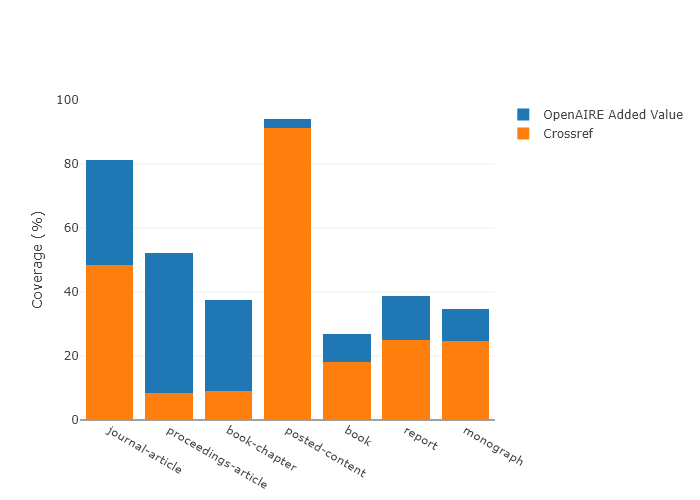 100
80
60
40
20
0
Coverage (%)
OpenAIRE Added Value
Crossref
journal-article
proceedings-article
book-chapter
posted-content
book
report
monograph